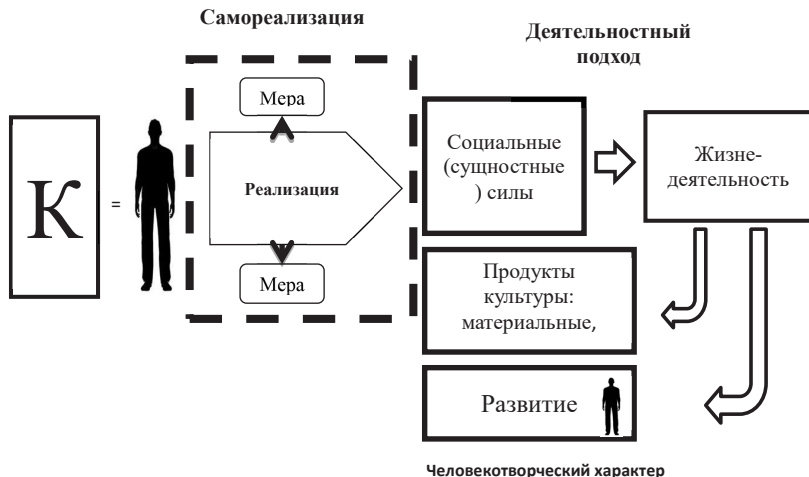 Самореализация
Деятельностный
подход
К
=
Мера
Реализация
Мера
Социальные
(сущностные
) силы
Жизне-
деятельность
Продукты
культуры:
материальные,
Развитие
Человекотворческий характер